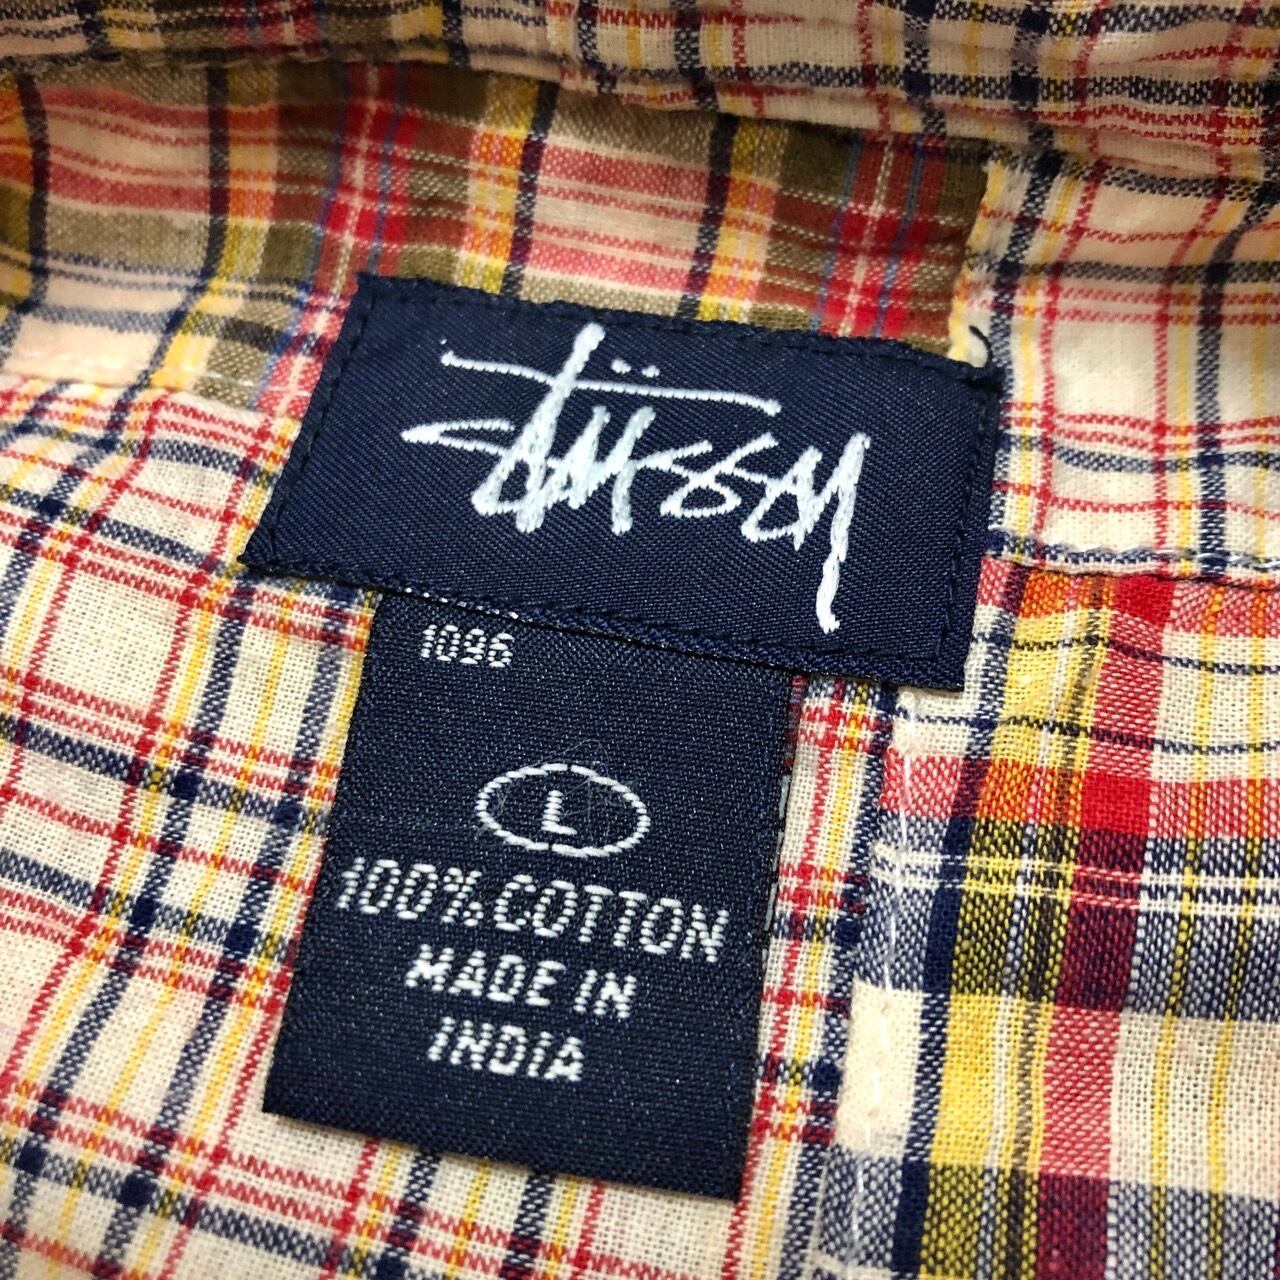 Stüssy
1096
L
100% COTTON
MADE IN
INDIA